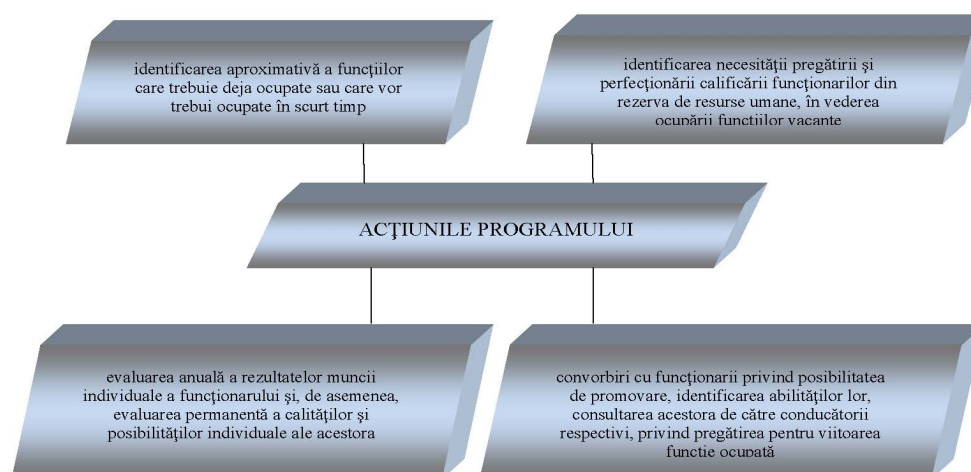 identificarea aproximativă a funcţiilor
care trebuie deja ocupate sau care vor
trebui ocupate în scurt timp
identificarea necesităţii pregătirii şi
perfecţionării calificării funcţionarilor din
rezerva de resurse umane, în vederea
ocupării funcţiilor vacante
ACŢIUNILE PROGRAMULUI
evaluarea anuală a rezultatelor muncii
individuale a funcţionarului şi, de asemenea,
evaluarea permanentă a calităţilor şi
posibilităţilor individuale ale acestora
convorbiri cu funcţionarii privind posibilitatea
de promovare, identificarea abilităţilor lor,
consultarea acestora de către conducătorii
respectivi, privind pregătirea pentru viitoarea
funcţie ocupată